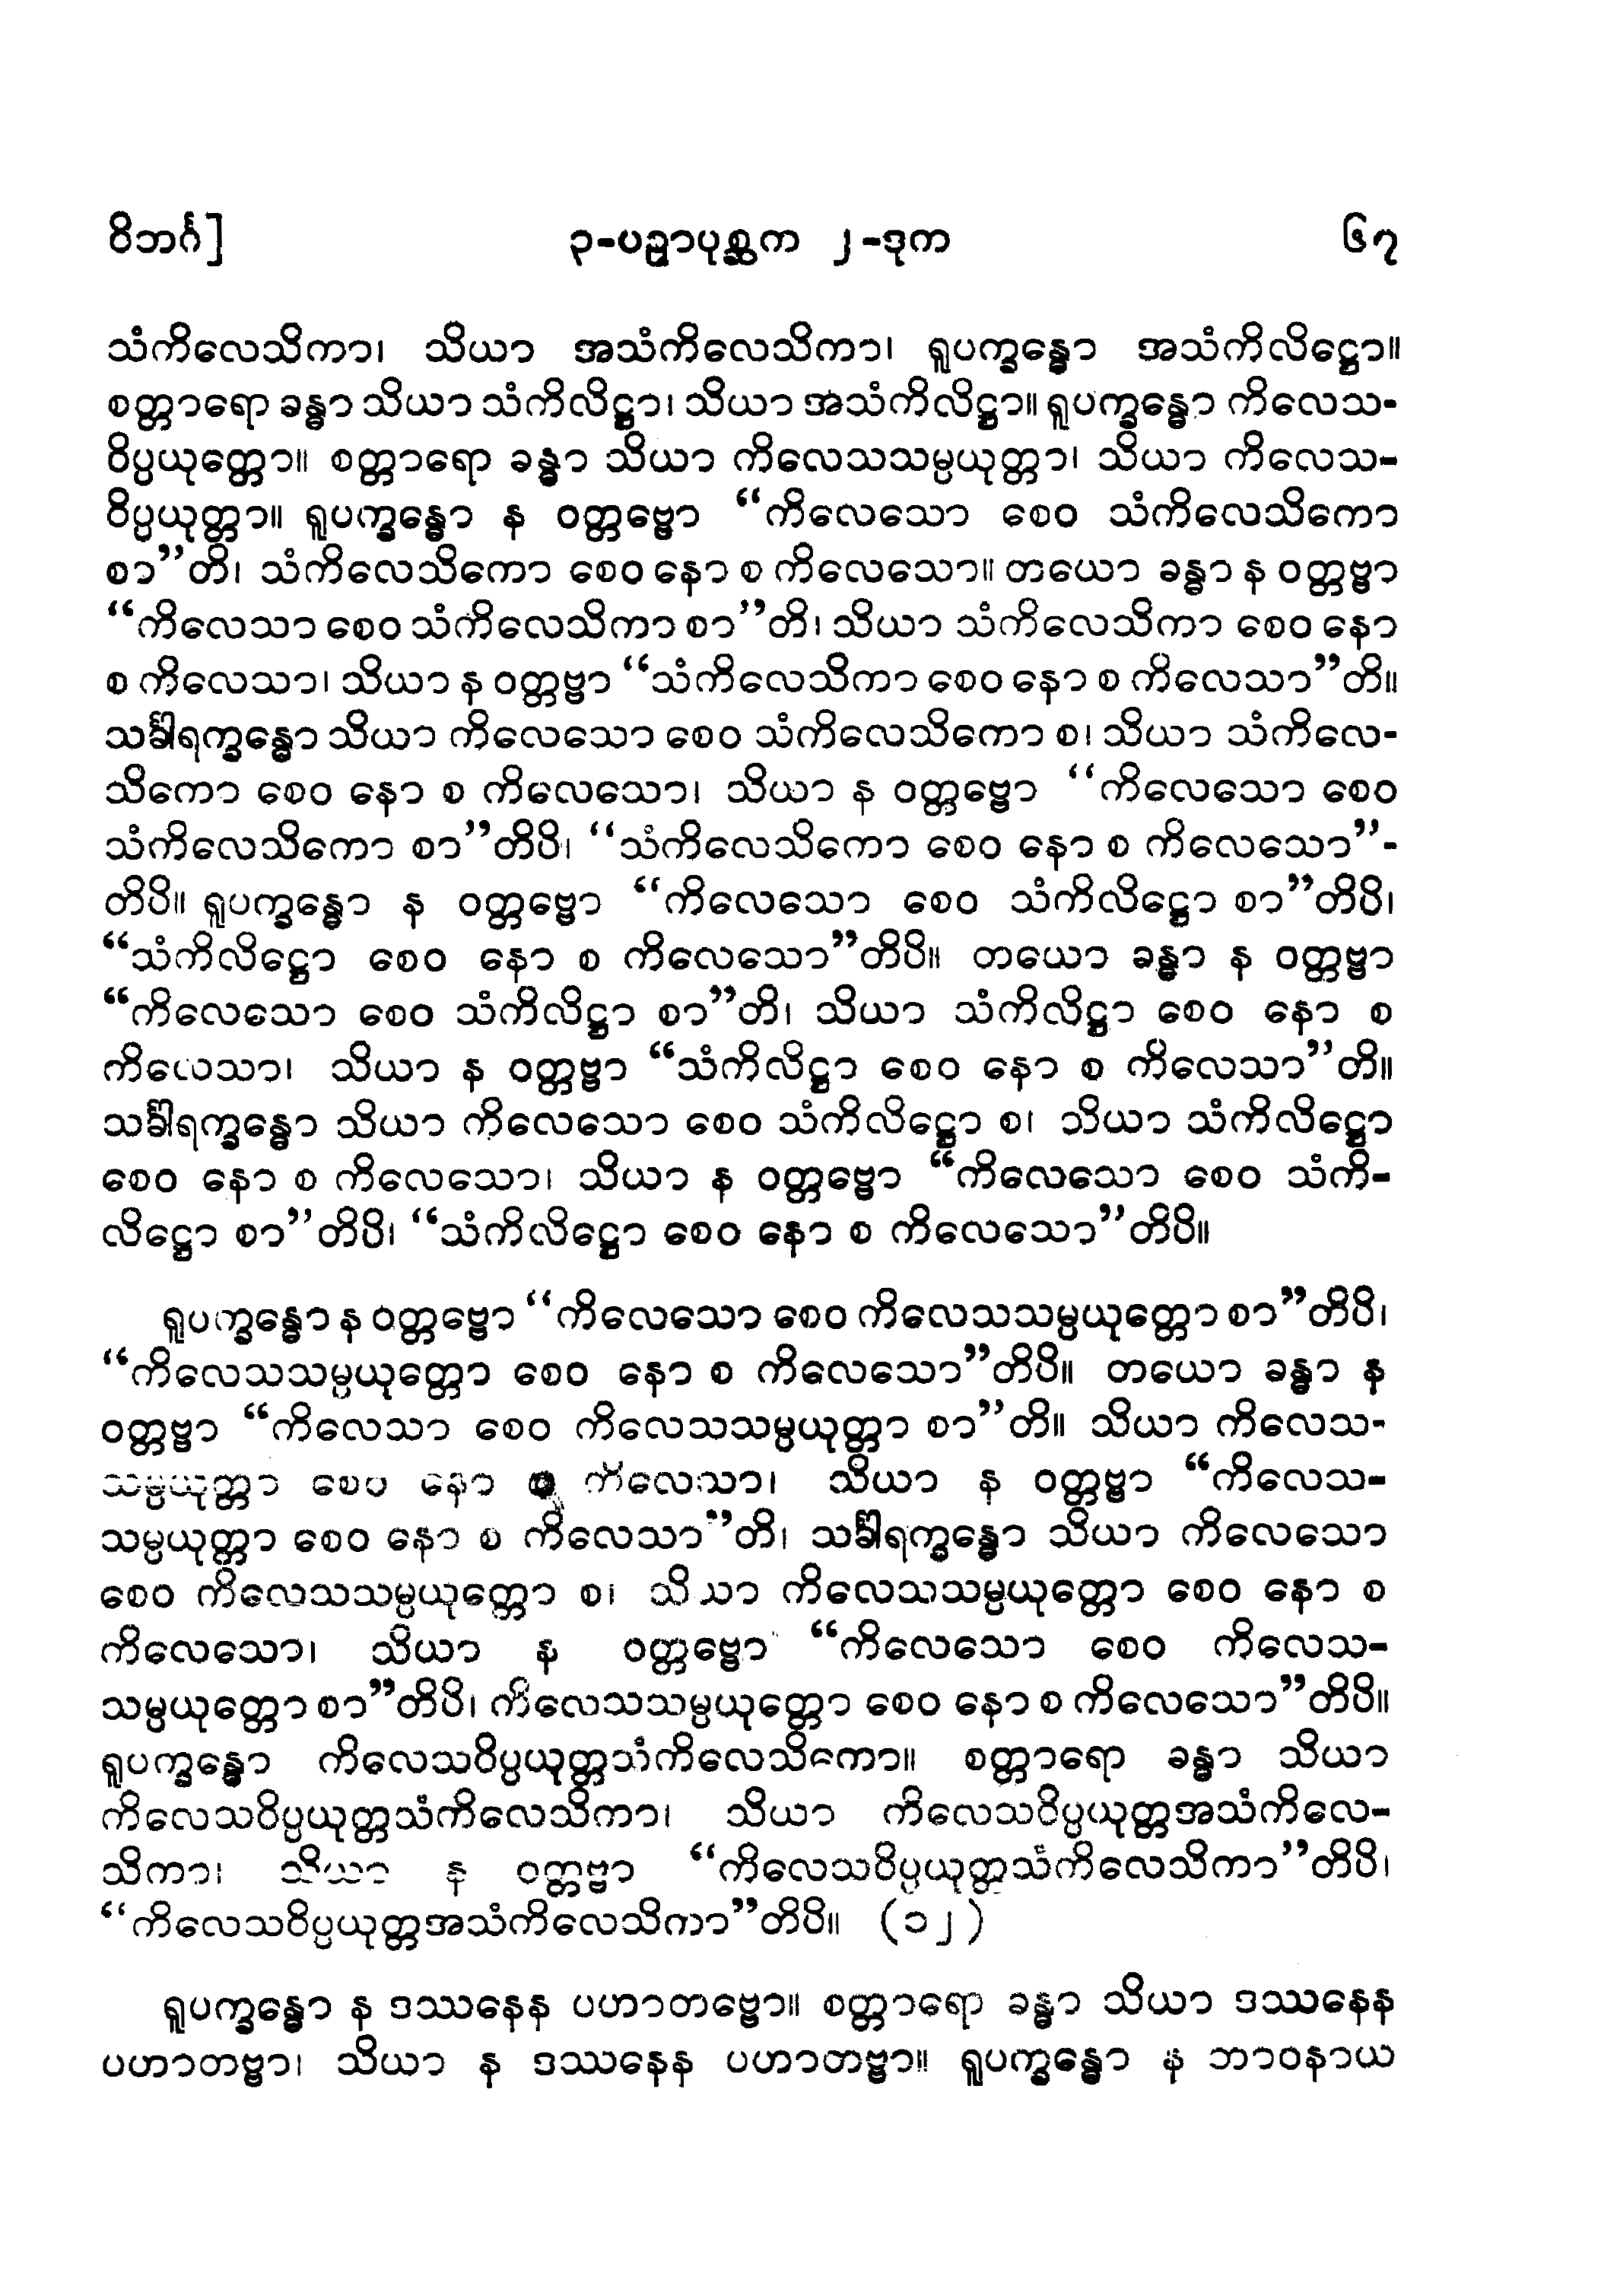 ဝိဘင်္ဂ]
၃-ပဉှာပုစ္ဆက ၂-ဒုက
၆၇
သံကိလေသိကာ၊ သိယာ အသံကိလေသိကာ၊ ရူပက္ခန္ဓော အသံကိလိဋ္ဌော။
စတ္တာရော ခန္ဓာ သိယာ သံကိလိဋ္ဌာ၊ သိယာ အသံကိလိဋ္ဌာ။ ရူပက္ခန္ဓော ကိလေသ-
ဝိပ္ပယုတ္တော။ စတ္တာရော ခန္ဓာ သိယာ ကိလေသသမ္ပယုတ္တာ၊ သိယာ ကိလေသ-
ဝိပ္ပယုတ္တာ။ ရူပက္ခန္ဓော န ဝတ္တဗ္ဗော “ကိလေသော စေဝ သံကိလေသိကော
စာ”တိ၊ သံကိလေသိကော စေဝ နော စ ကိလေသော။ တယော ခန္ဓာ န ဝတ္တဗ္ဗာ
“ကိလေသာ စေဝ သံကိလေသိကာ စာ”တိ၊ သိယာ သံကိလေသိကာ စေဝ နော
စ ကိလေသာ၊ သိယာ န ဝတ္တဗ္ဗာ “သံကိလေသိကာ စေဝ နော စ ကိလေသာ”တိ။
သင်္ခါရက္ခန္ဓော သိယာ ကိလေသော စေဝ သံကိလေသိကော စ၊ သိယာ သံကိလေ-
သိကော စေဝ နော စ ကိလေသော၊ သိယာ န ဝတ္တဗ္ဗော “ကိလေသော စေဝ
သံကိလေသိကော စာ”တိပိ၊ “သံကိလေသိကော စေဝ နော စ ကိလေသော”-
တိပိ။ ရူပက္ခန္ဓော န ဝတ္တဗ္ဗော “ကိလေသော စေဝ သံကိလိဋ္ဌော စာ”တိပိ၊
“သံကိလိဋ္ဌော စေဝ နော စ ကိလေသော”တိပိ။ တယော ခန္ဓာ န ဝတ္တဗ္ဗာ
“ကိလေသော စေဝ သံကိလိဋ္ဌာ စာ”တိ၊ သိယာ သံကိလိဋ္ဌာ စေဝ နော စ
ကိလေသာ၊ သိယာ န ဝတ္တဗ္ဗာ “သံကိလိဋ္ဌာ စေဝ နော စ ကိလေသာ”တိ။
သင်္ခါရက္ခန္ဓော သိယာ ကိလေသော စေဝ သံကိလိဋ္ဌော စ၊ သိယာ သံကိလိဋ္ဌော
စေဝ နော စ ကိလေသော၊ သိယာ န ဝတ္တဗ္ဗော “ကိလေသော စေဝ သံကိ-
လိဋ္ဌော စာ”တိပိ၊ “သံကိလိဋ္ဌော စေဝ နော စ ကိလေသော”တိပိ။
ရူပက္ခန္ဓော န ဝတ္တဗ္ဗော “ကိလေသော စေဝ ကိလေသသမ္ပယုတ္တော စာ”တိပိ၊
“ကိလေသသမ္ပယုတ္တော စေဝ နော စ ကိလေသော”တိပိ။ တယော ခန္ဓာ န
ဝတ္တဗ္ဗာ “ကိလေသာ စေဝ ကိလေသသမ္ပယုတ္တာ စာ”တိ။ သိယာ ကိလေသ-
သမ္ပယုတ္တာ စေဝ နော စ ကိလေသာ၊ သိယာ န ဝတ္တဗ္ဗာ “ကိလေသ-
သမ္ပယုတ္တာ စေဝ နော စ ကိလေသာ”တိ၊ သင်္ခါရက္ခန္ဓော သိယာ ကိလေသော
စေဝ ကိလေသသမ္ပယုတ္တော စ၊ သိယာ ကိလေသသမ္ပယုတ္တော စေဝ နော စ
ကိလေသော၊ သိယာ န ဝတ္တဗ္ဗော “ကိလေသော စေဝ ကိလေသ-
သမ္ပယုတ္တော စာ”တိပိ၊ ကိလေသသမ္ပယုတ္တော စေဝ နော စ ကိလေသော”တိပိ။
ရူပက္ခန္ဓော ကိလေသဝိပ္ပယုတ္တသံကိလေသိကော။ စတ္တာရော ခန္ဓာ သိယာ
ကိလေသဝိပ္ပယုတ္တသံကိလေသိကာ၊ သိယာ ကိလေသဝိပ္ပယုတ္တအသံကိလေ-
သိကာ၊ သိယာ န ဝတ္တဗ္ဗာ “ကိလေသဝိပ္ပယုတ္တသံကိလေသိကာ”တိပိ၊
“ကိလေသဝိပ္ပယုတ္တအသံကိလေသိကာ”တိပိ။ (၁၂)
ရူပက္ခန္ဓော န ဒဿနေန ပဟာတဗ္ဗော။ စတ္တာရော ခန္ဓာ သိယာ ဒဿနေန
ပဟာတဗ္ဗာ၊ သိယာ န ဒဿနေန ပဟာတဗ္ဗာ။ ရူပက္ခန္ဓော န ဘာဝနာယ